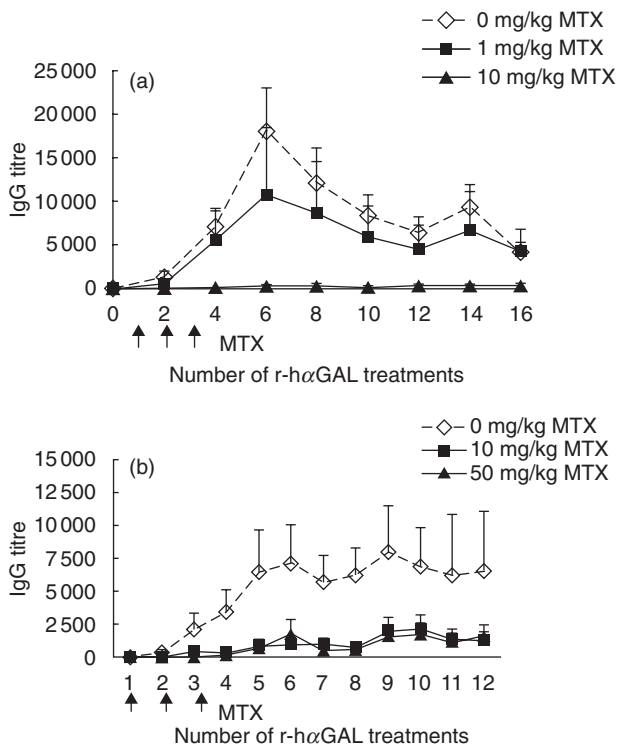 0 mg/kg MTX
1 mg/kg MTX
10 mg/kg MTX
(a)
25 000
20 000
15 000
10 000
5 000
0
IgG titre
0 2 4 6 8 10 12 14 16
MTX
Number of r-hαGAL treatments
0 mg/kg MTX
10 mg/kg MTX
50 mg/kg MTX
(b)
15 000
12 500
10 000
7 500
5 000
2 500
0
IgG titre
1 2 3 4 5 6 7 8 9 10 11 12
MTX
Number of r-hαGAL treatments